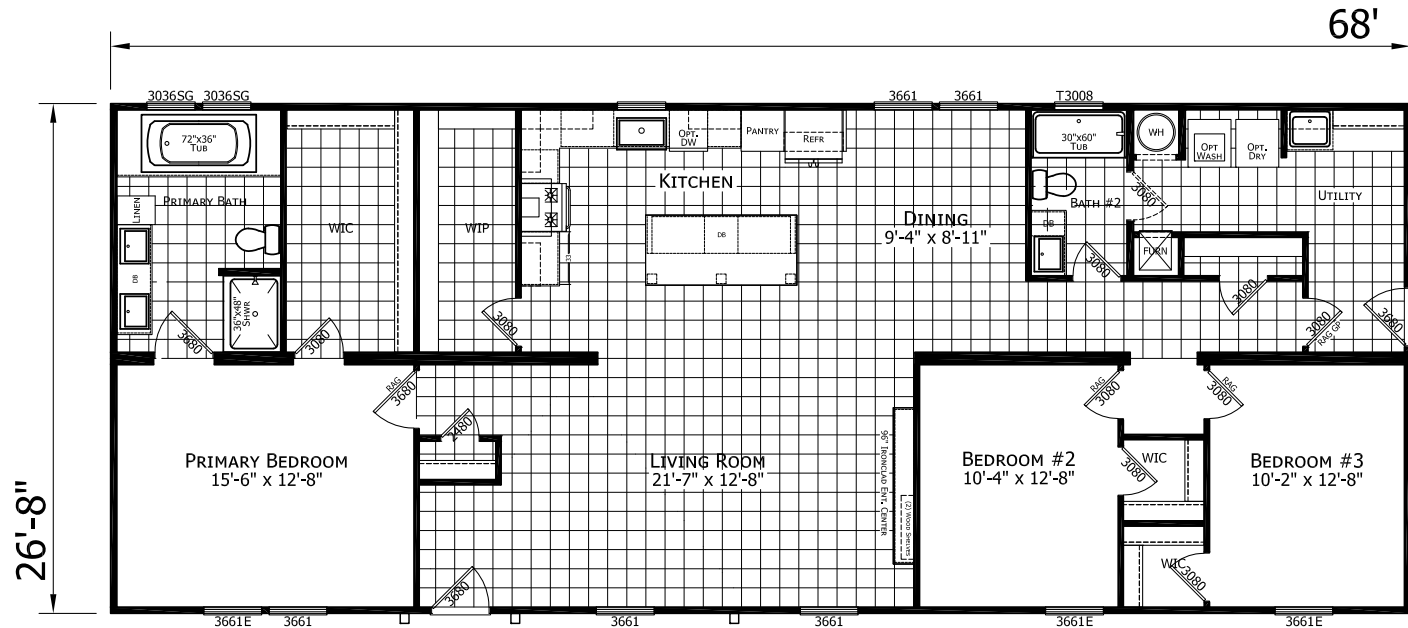 68'
3036SG 3036SG
3661 3661
T3008
72"x36"
TUB
LINEN
PRIMARY BATH
DB
36"x48"
SHWR
3680
WIC
3080
WIP
3080
OPT.
DW
PANTRY
REFR
KITCHEN
DB
33
DINING
9'-4" x 8'-11"
30"x60"
TUB
BATH #2
DB
3080
3080
WH
OPT
WASH
OPT.
DRY
UTILITY
FURN
3080
3080
RAG GP
3680
26'-8"
PRIMARY BEDROOM
15'-6" x 12'-8"
RAG
3680
2480
LIVING ROOM
21'-7" x 12'-8"
96" IRONCLAD ENT. CENTER
(2) WOOD SHELVES
3680
BEDROOM #2
10'-4" x 12'-8"
RAG
3080
3080
WIC
RAG
3080
BEDROOM #3
10'-2" x 12'-8"
WIC
3080
3661E 3661
3661
3661
3661E
3661E